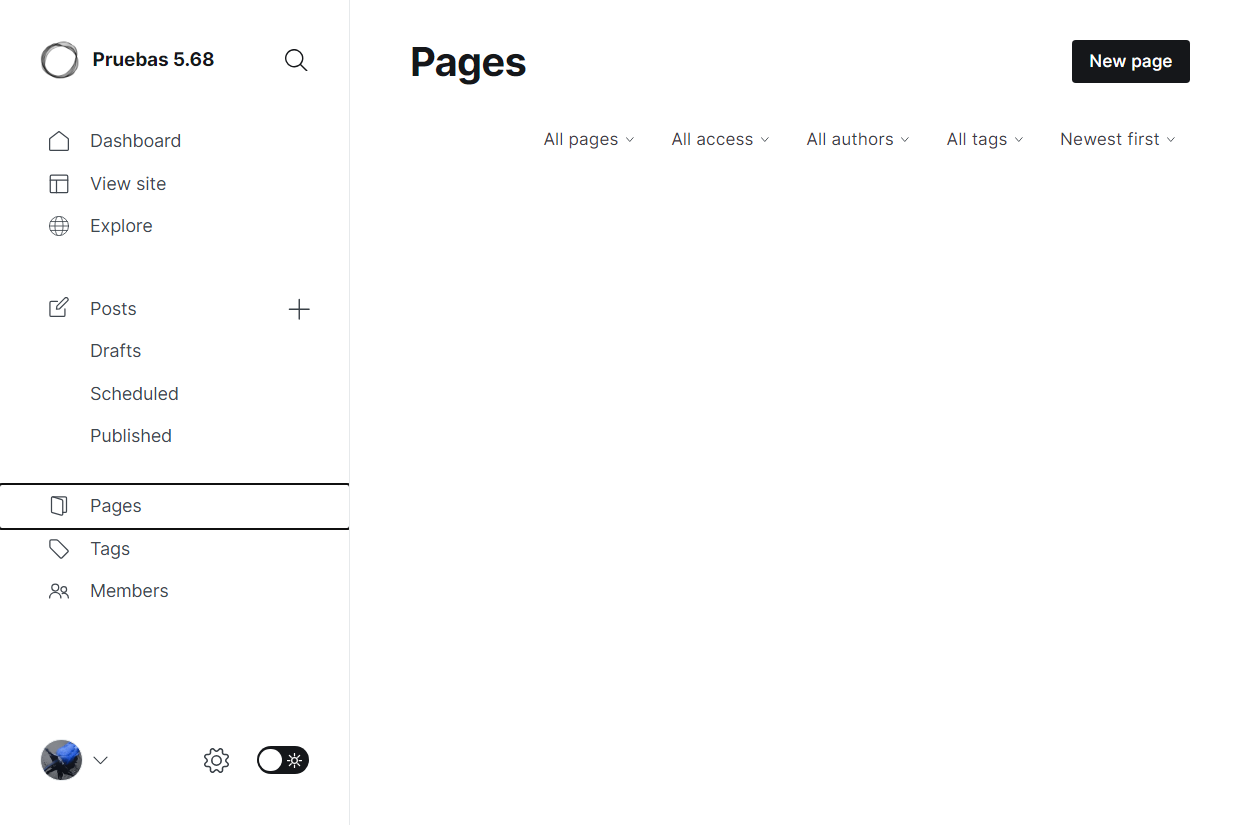 Pruebas 5.68
Dashboard
View site
Explore
Posts
Drafts
Scheduled
Published
Pages
Tags
Members
Pages
New page
All pages All access All authors All tags Newest first